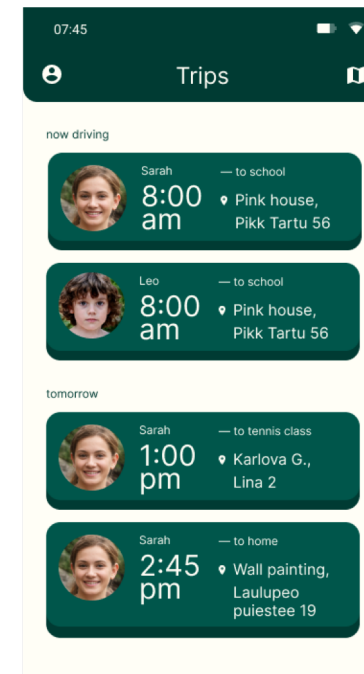 07:45
Trips
now driving
Sarah
8:00
am
— to school
Pink house,
Pikk Tartu 56
Leo
8:00
am
— to school
Pink house,
Pikk Tartu 56
tomorrow
Sarah
1:00
pm
— to tennis class
Karlova G.,
Lina 2
Sarah
2:45
pm
— to home
Wall painting,
Laulupeo
puiestee 19